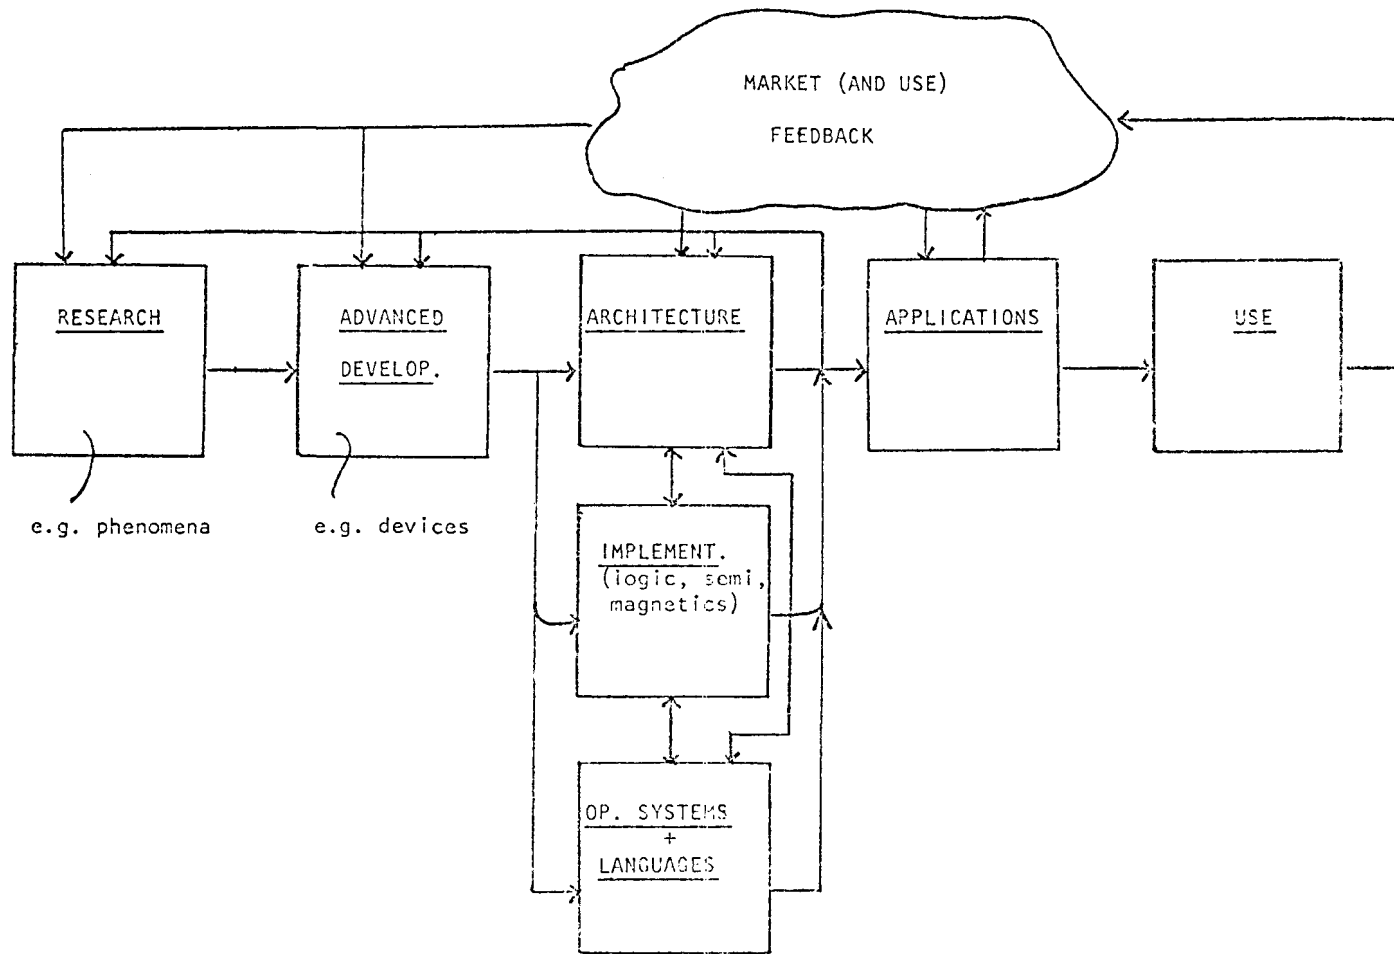 MARKET (AND USE)
FEEDBACK
RESEARCH
ADVANCED
DEVELOP.
ARCHITECTURE
APPLICATIONS
USE
e.g. phenomena
e.g. devices
IMPLEMENT.
(logic, semi,
magnetics)
OP. SYSTEMS
+
LANGUAGES